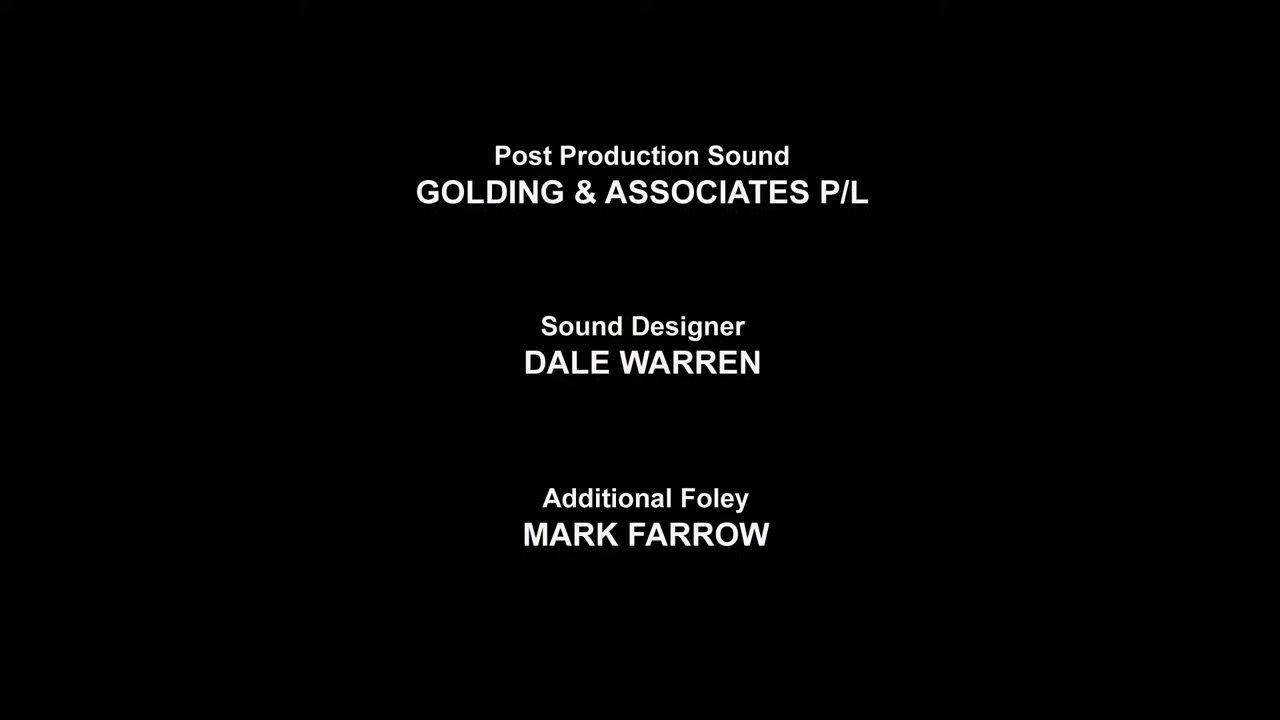 Post Production Sound
GOLDING & ASSOCIATES P/L
Sound Designer
DALE WARREN
Additional Foley
MARK FARROW